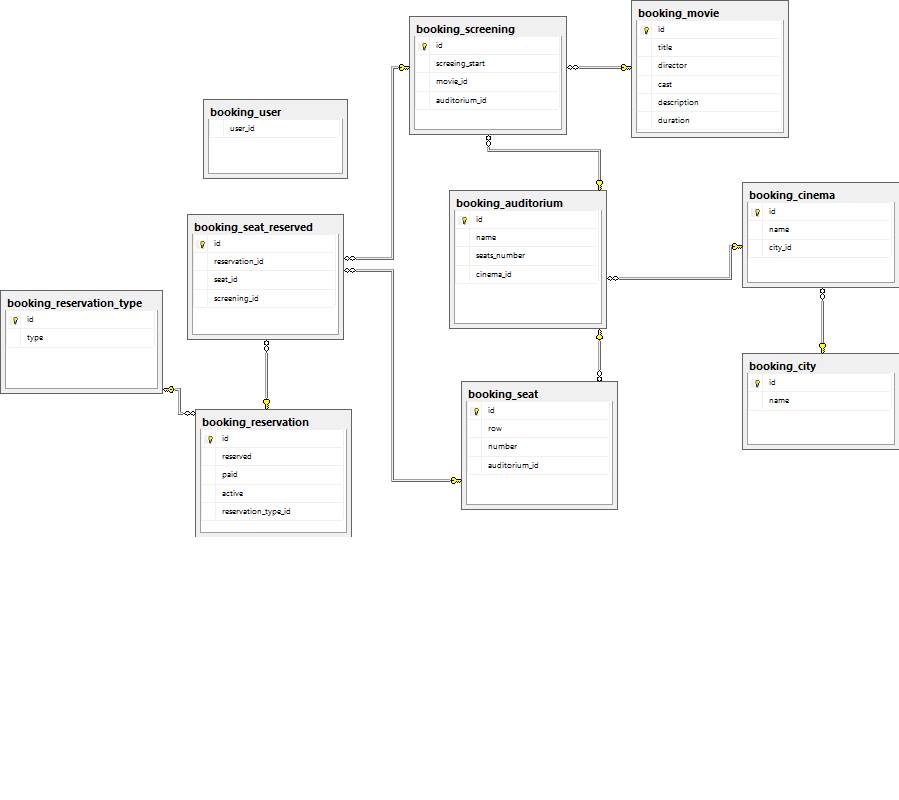 booking_movie
id
title
director
cast
description
duration
booking_screening
id
screeing_start
movie_id
auditorium_id
booking_user
user_id
booking_auditorium
id
name
seats_number
cinema_id
booking_cinema
id
name
city_id
booking_seat_reserved
id
reservation_id
seat_id
screening_id
booking_reservation_type
id
type
booking_city
id
name
booking_seat
id
row
number
auditorium_id
booking_reservation
id
reserved
paid
active
reservation_type_id